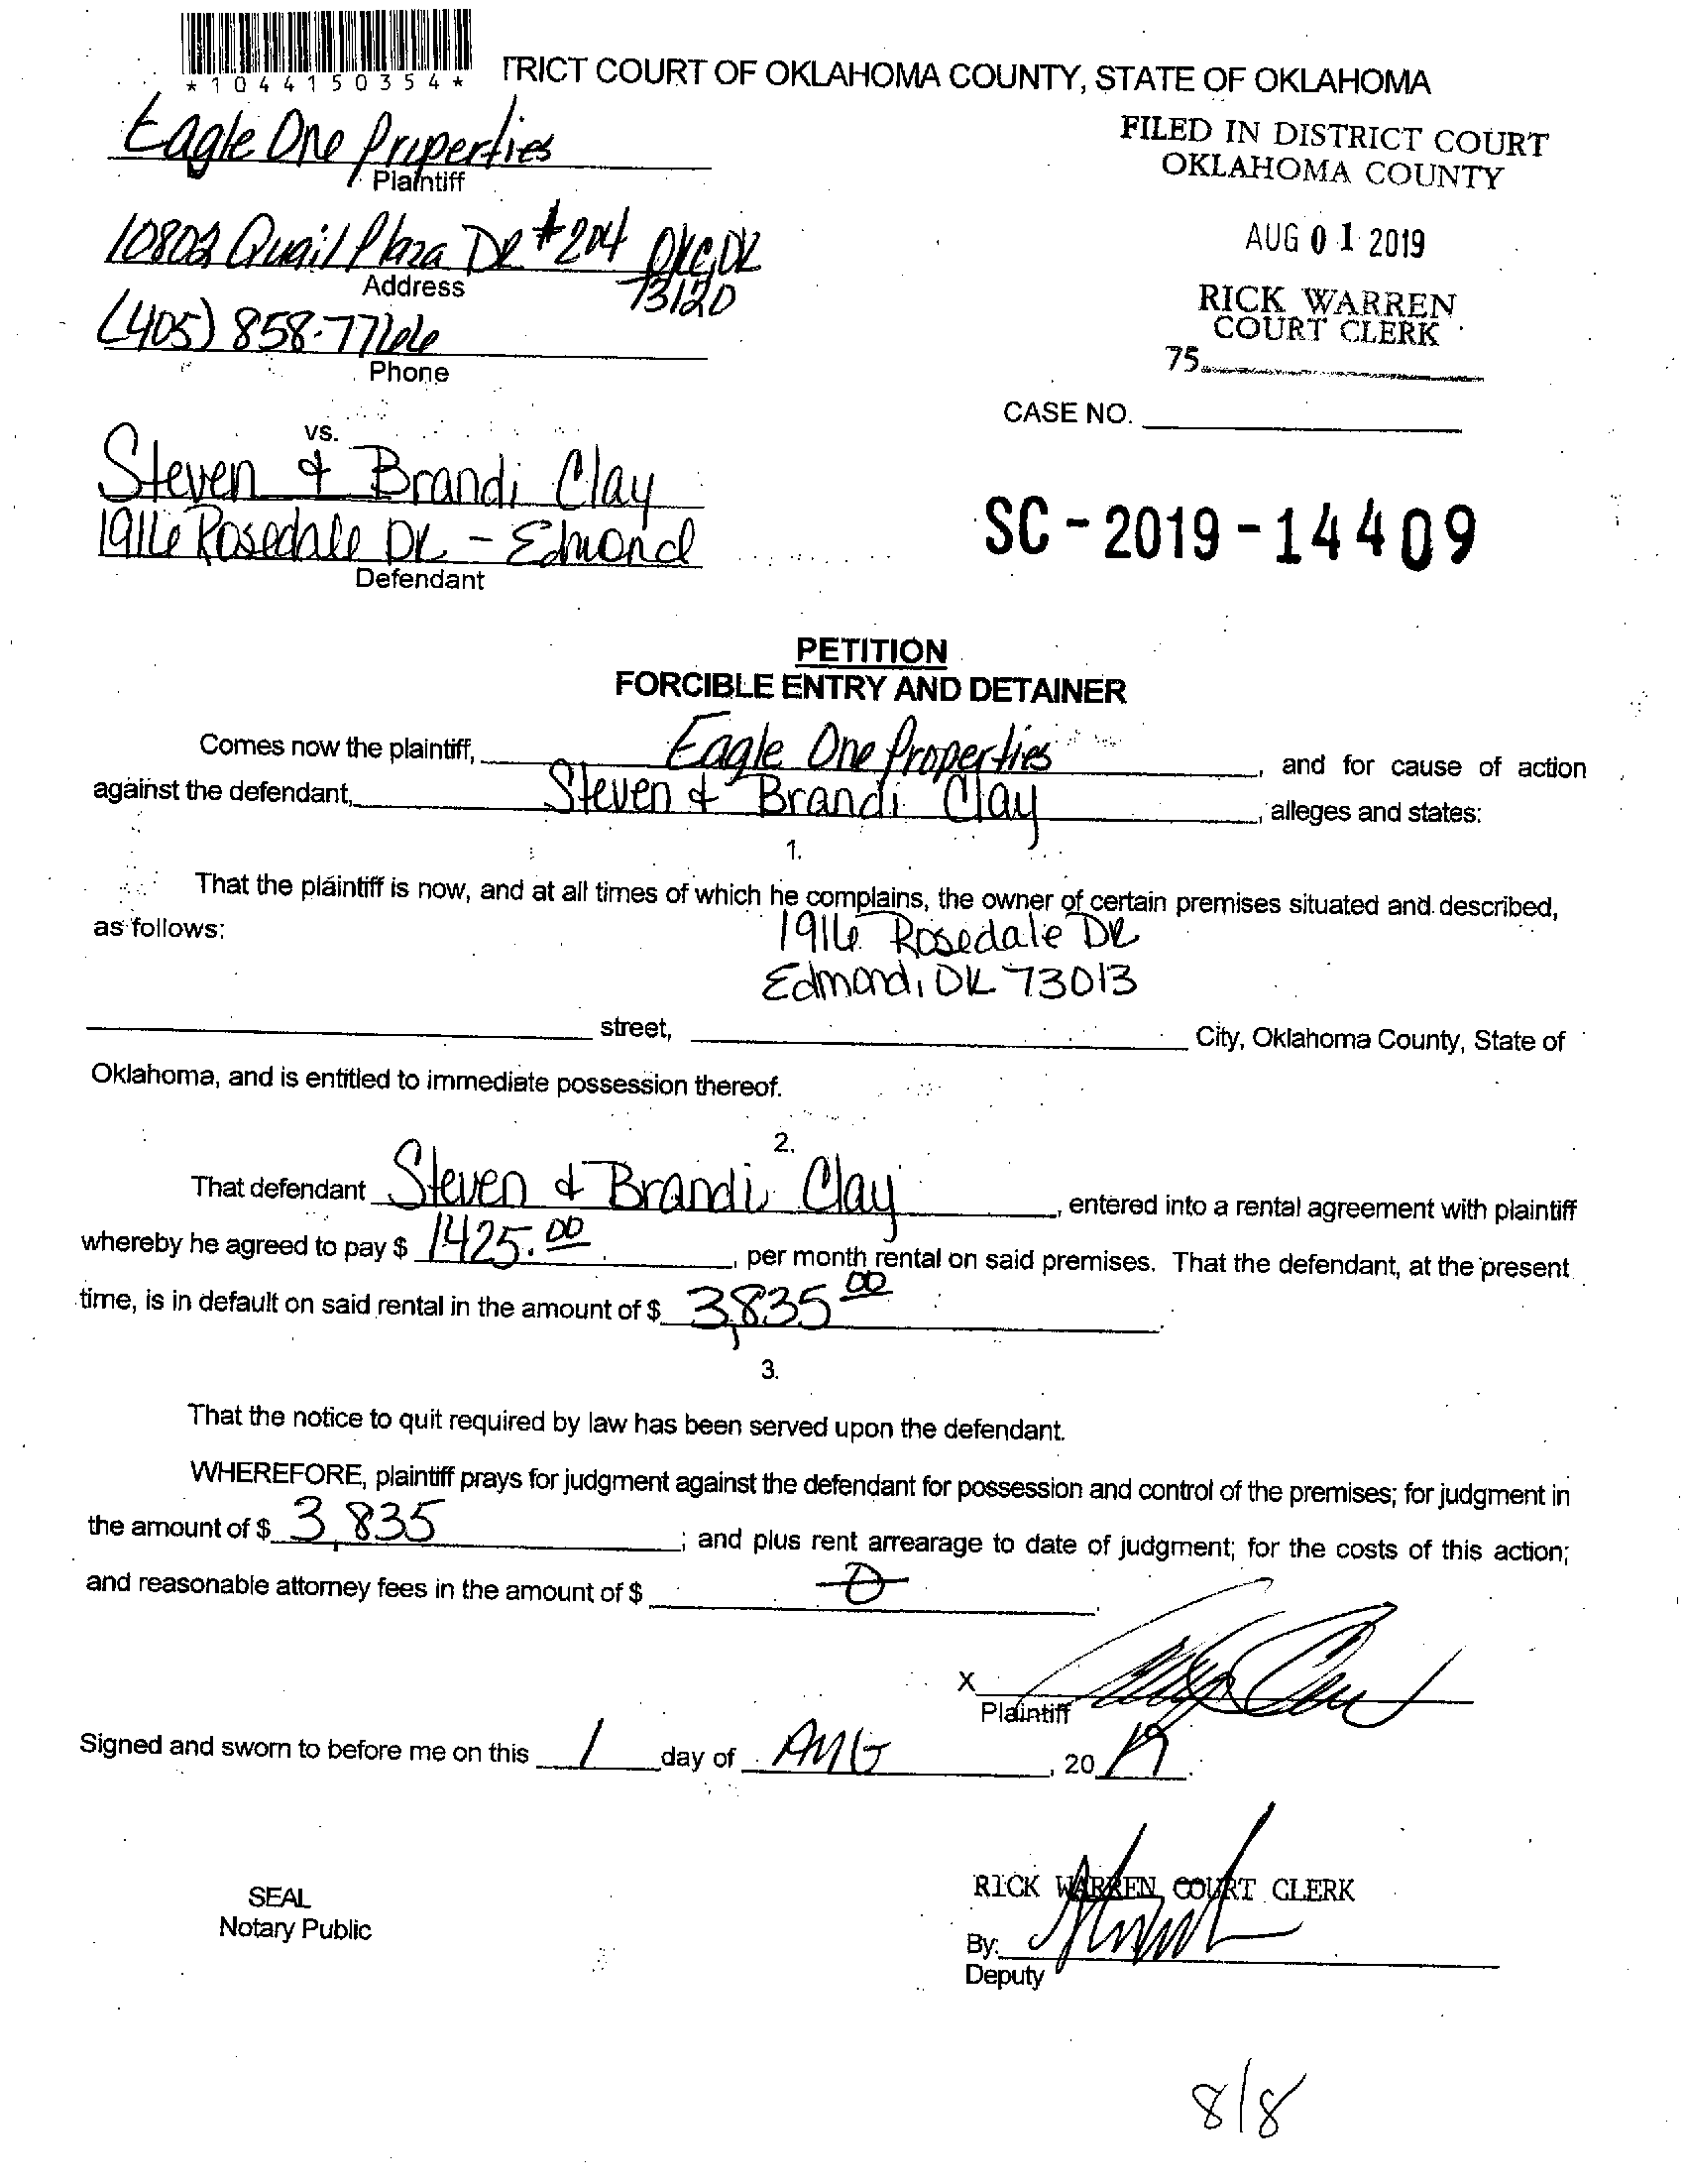 *1044150354*
TRICT COURT OF OKLAHOMA COUNTY, STATE OF OKLAHOMA
Eagle One Properties
Plaintiff
FILED IN DISTRICT COURT
OKLAHOMA COUNTY
10802 Quail Plaza DR #204 OKC, OK
73120
Address
AUG 01 2019
(405) 858-7766
Phone
RICK WARREN
COURT CLERK
75
CASE NO.
vs.
Steven & Brandi Clay
1916 Rosedale DR - Edmond
Defendant
SC-2019-14409
PETITION
FORCIBLE ENTRY AND DETAINER
Comes now the plaintiff, Eagle One Properties, and for cause of action
against the defendant, Steven & Brandi Clay, alleges and states:
1.
That the plaintiff is now, and at all times of which he complains, the owner of certain premises situated and described,
as follows:
1916 Rosedale DR
Edmond, OK 73013
street, City, Oklahoma County, State of
Oklahoma, and is entitled to immediate possession thereof.
2.
That defendant Steven & Brandi Clay, entered into a rental agreement with plaintiff
whereby he agreed to pay $ 1425.00, per month rental on said premises. That the defendant, at the present
time, is in default on said rental in the amount of $ 3,835 00.
3.
That the notice to quit required by law has been served upon the defendant.
WHEREFORE, plaintiff prays for judgment against the defendant for possession and control of the premises; for judgment in
the amount of $ 3,835; and plus rent arrearage to date of judgment; for the costs of this action;
and reasonable attorney fees in the amount of $ 0.
X
Plaintiff
Signed and sworn to before me on this 1 day of AUG, 2019.
SEAL
Notary Public
RICK WARREN COURT CLERK
By:
Deputy
8/8